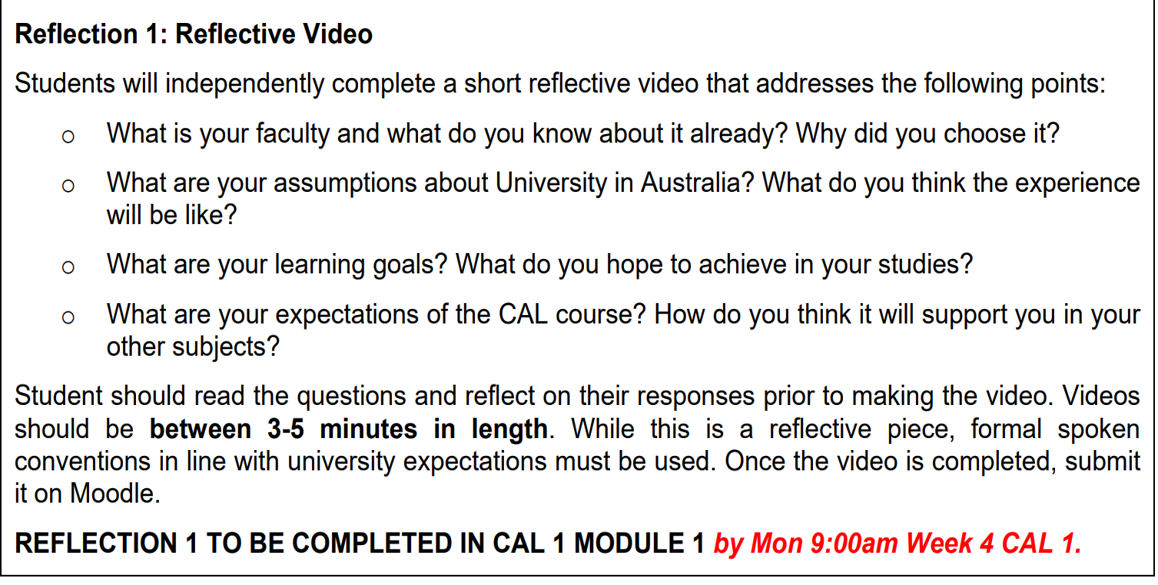 Reflection 1: Reflective Video
Students will independently complete a short reflective video that addresses the following points:
o What is your faculty and what do you know about it already? Why did you choose it?
o What are your assumptions about University in Australia? What do you think the experience
will be like?
o What are your learning goals? What do you hope to achieve in your studies?
o What are your expectations of the CAL course? How do you think it will support you in your
other subjects?
Student should read the questions and reflect on their responses prior to making the video. Videos
should be between 3-5 minutes in length. While this is a reflective piece, formal spoken
conventions in line with university expectations must be used. Once the video is completed, submit
it on Moodle.
REFLECTION 1 TO BE COMPLETED IN CAL 1 MODULE 1 by Mon 9:00am Week 4 CAL 1.